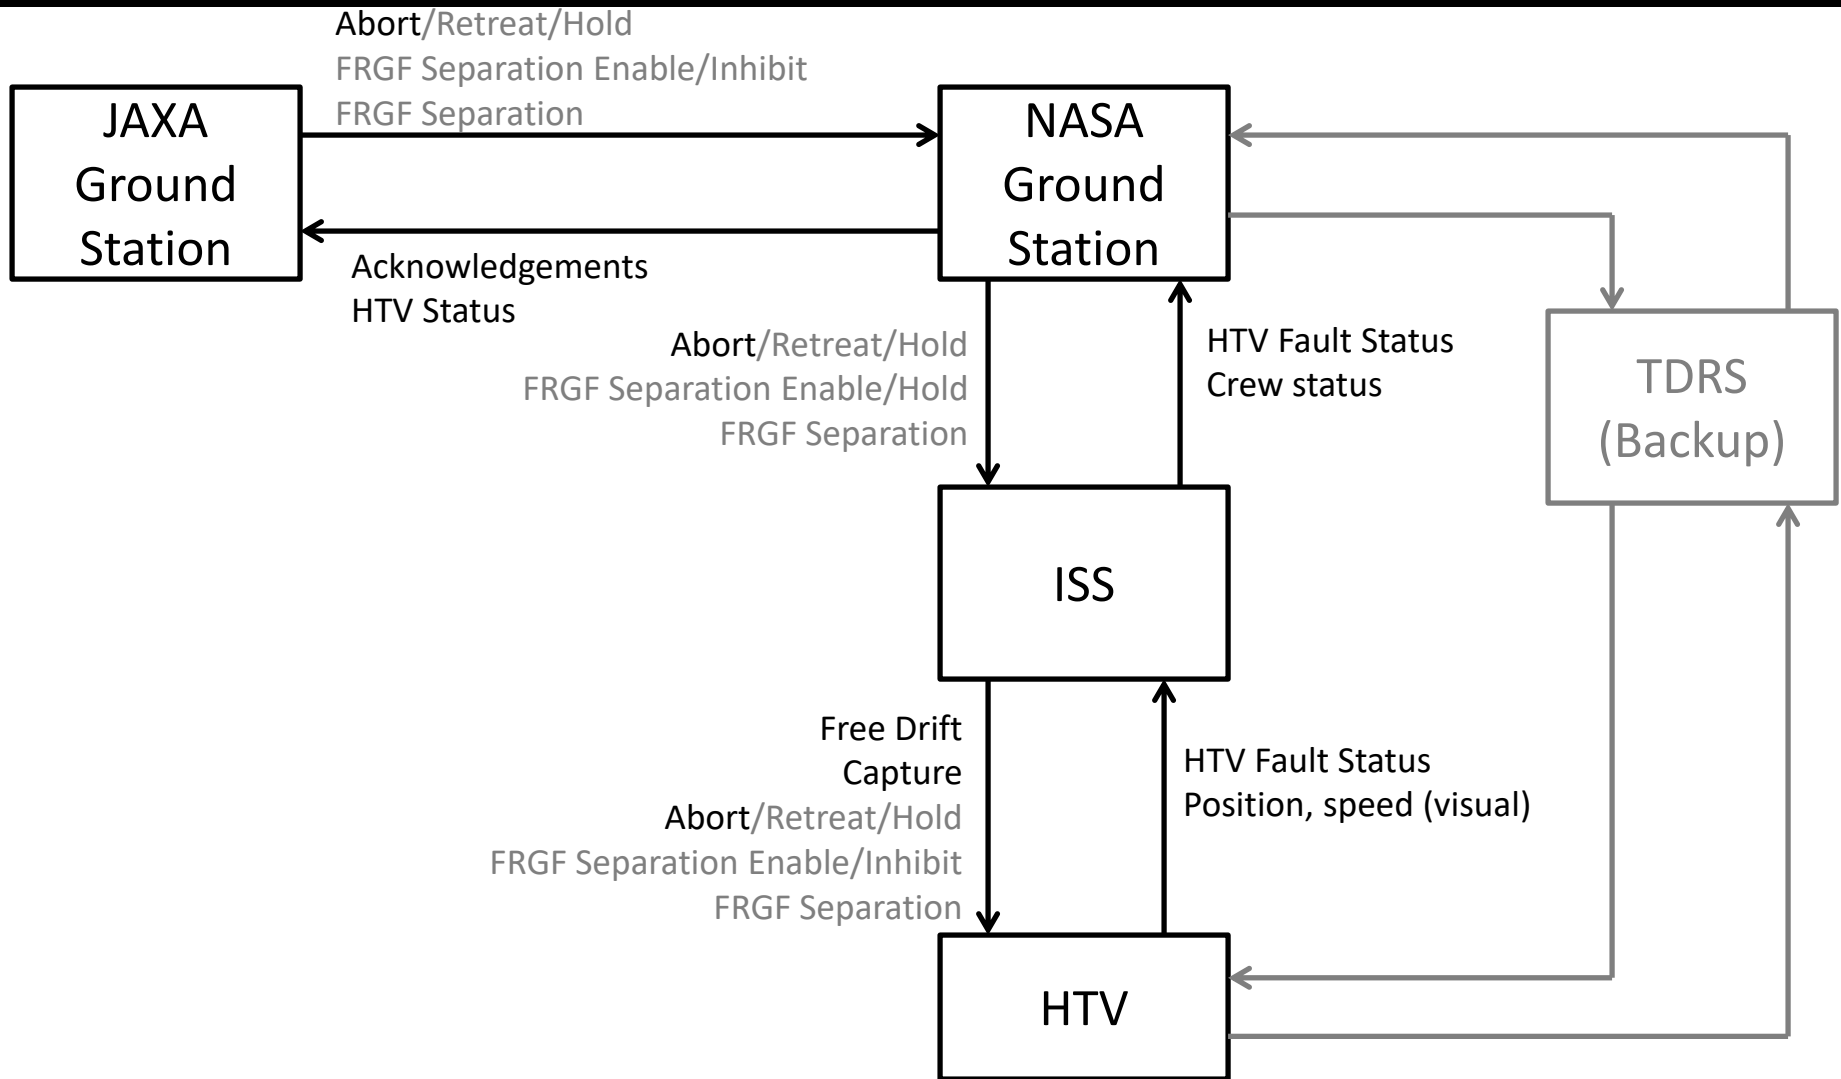 Abort/Retreat/Hold
FRGF Separation Enable/Inhibit
FRGF Separation
JAXA
Ground
Station
NASA
Ground
Station
Acknowledgements
HTV Status
Abort/Retreat/Hold
FRGF Separation Enable/Hold
FRGF Separation
HTV Fault Status
Crew status
TDRS
(Backup)
ISS
Free Drift
Capture
Abort/Retreat/Hold
FRGF Separation Enable/Inhibit
FRGF Separation
HTV Fault Status
Position, speed (visual)
HTV